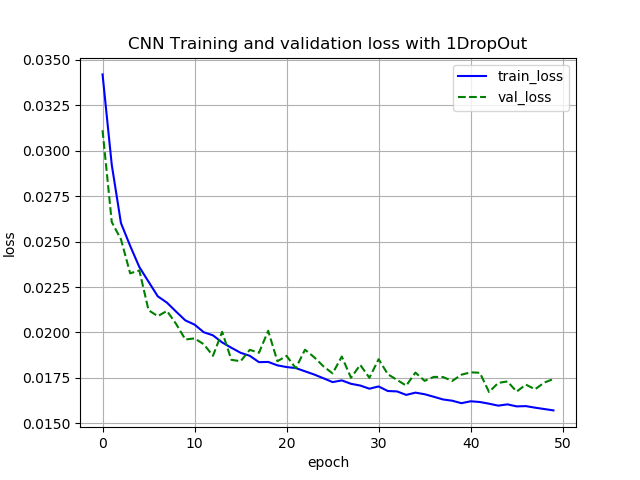 CNN Training and validation loss with 1DropOut
0.0350
0.0325
0.0300
0.0275
0.0250
0.0225
0.0200
0.0175
0.0150
loss
train_loss
val_loss
0 10 20 30 40 50
epoch